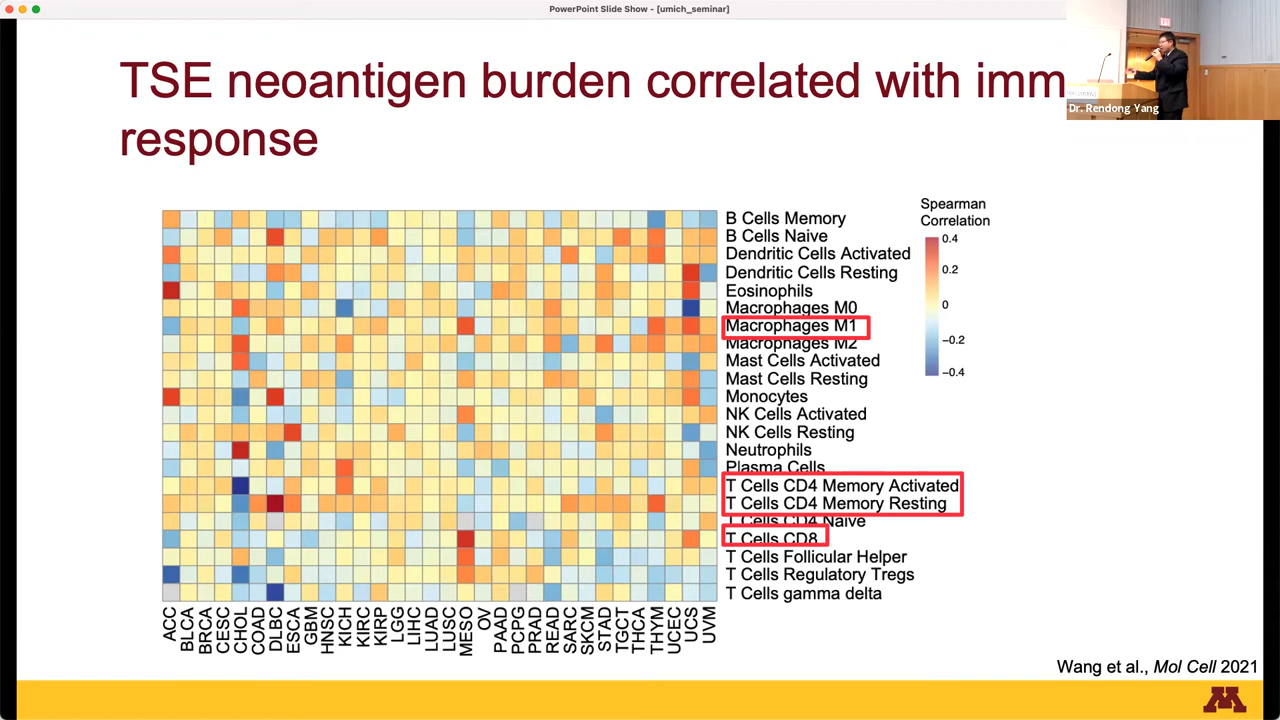 PowerPoint Slide Show - [umich_seminar]
TSE neoantigen burden correlated with imm
response
Dr. Rendong Yang
Spearman
Correlation
0.4
0.2
0
−0.2
−0.4
B Cells Memory
B Cells Naive
Dendritic Cells Activated
Dendritic Cells Resting
Eosinophils
Macrophages M0
Macrophages M1
Macrophages M2
Mast Cells Activated
Mast Cells Resting
Monocytes
NK Cells Activated
NK Cells Resting
Neutrophils
Plasma Cells
T Cells CD4 Memory Activated
T Cells CD4 Memory Resting
T Cells CD4 Naive
T Cells CD8
T Cells Follicular Helper
T Cells Regulatory Tregs
T Cells gamma delta
ACC
BLCA
BRCA
CESC
CHOL
COAD
DLBC
ESCA
GBM
HNSC
KICH
KIRC
KIRP
LGG
LIHC
LUAD
LUSC
MESO
OV
PAAD
PCPG
PRAD
READ
SARC
SKCM
STAD
TGCT
THCA
THYM
UCEC
UCS
UVM
Wang et al., Mol Cell 2021
M